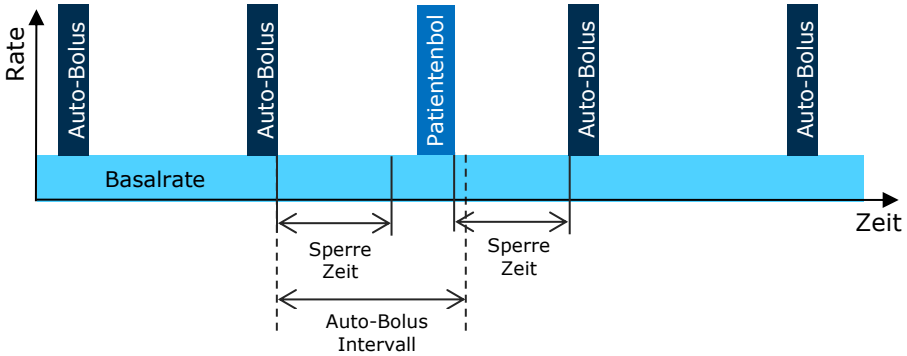 Rate
Auto-Bolus
Auto-Bolus
Patientenbol
Auto-Bolus
Auto-Bolus
Basalrate
Zeit
Sperre
Zeit
Sperre
Zeit
Auto-Bolus
Intervall